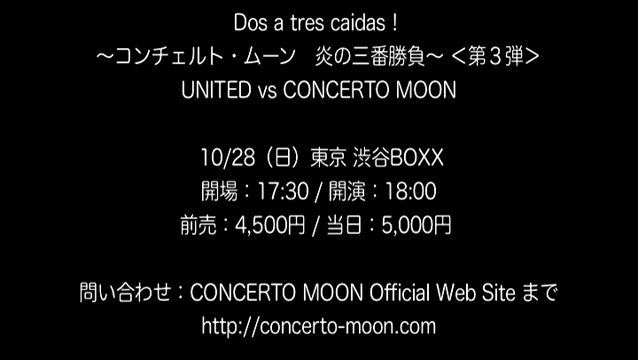 Dos a tres caidas !
〜コンチェルト・ムーン　炎の三番勝負〜＜第３弾＞
UNITED vs CONCERTO MOON
10/28（日）東京 渋谷BOXX
開場：17:30 / 開演：18:00
前売：4,500円 / 当日：5,000円
問い合わせ：CONCERTO MOON Official Web Site まで
http://concerto-moon.com